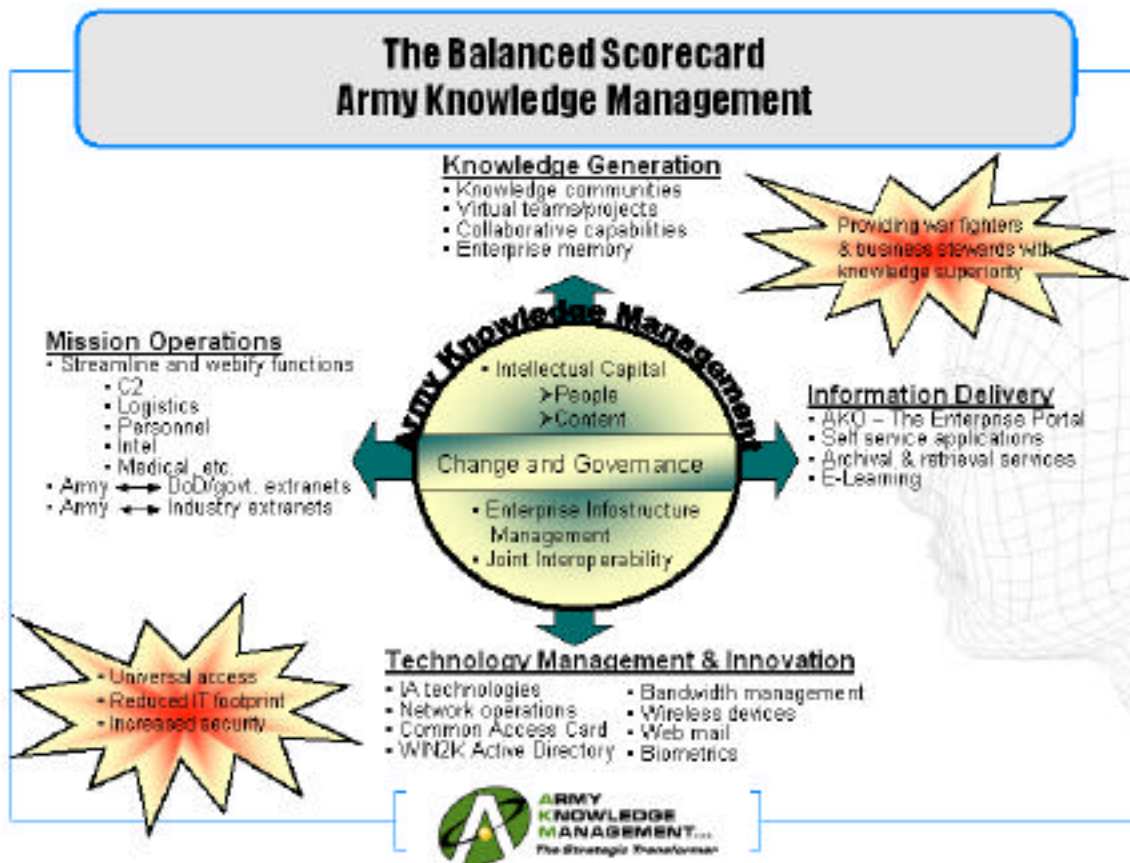 The Balanced Scorecard
Army Knowledge Management
Knowledge Generation
• Knowledge communities
• Virtual teams/projects
• Collaborative capabilities
• Enterprise memory
Providing war fighters
& business stewards with
knowledge superiority
Mission Operations
• Streamline and webify functions
• C2
• Logistics
• Personnel
• Intel
• Medical, etc.
• Army ↔ DoD/govt. extranets
• Army ↔ Industry extranets
Army Knowledge Management
• Intellectual Capital
➢People
➢Content
Change and Governance
• Enterprise Infostructure
Management
• Joint Interoperability
Information Delivery
• AKO – The Enterprise Portal
• Self service applications
• Archival & retrieval services
• E-Learning
• Universal access
• Reduced IT footprint
• Increased security
Technology Management & Innovation
• IA technologies
• Network operations
• Common Access Card
• WIN2K Active Directory
• Bandwidth management
• Wireless devices
• Web mail
• Biometrics
A
ARMY
KNOWLEDGE
MANAGEMENT...
The Strategic Transformer